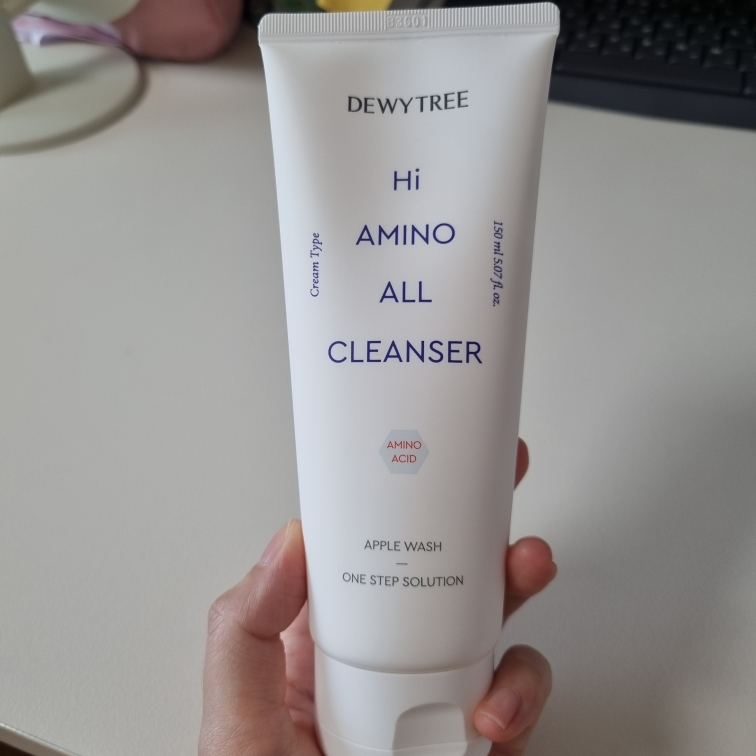 33601
DEWYTREE
Hi
AMINO
ALL
CLEANSER
Cream Type
150 ml 5.07 fl. oz.
AMINO
ACID
APPLE WASH
—
ONE STEP SOLUTION